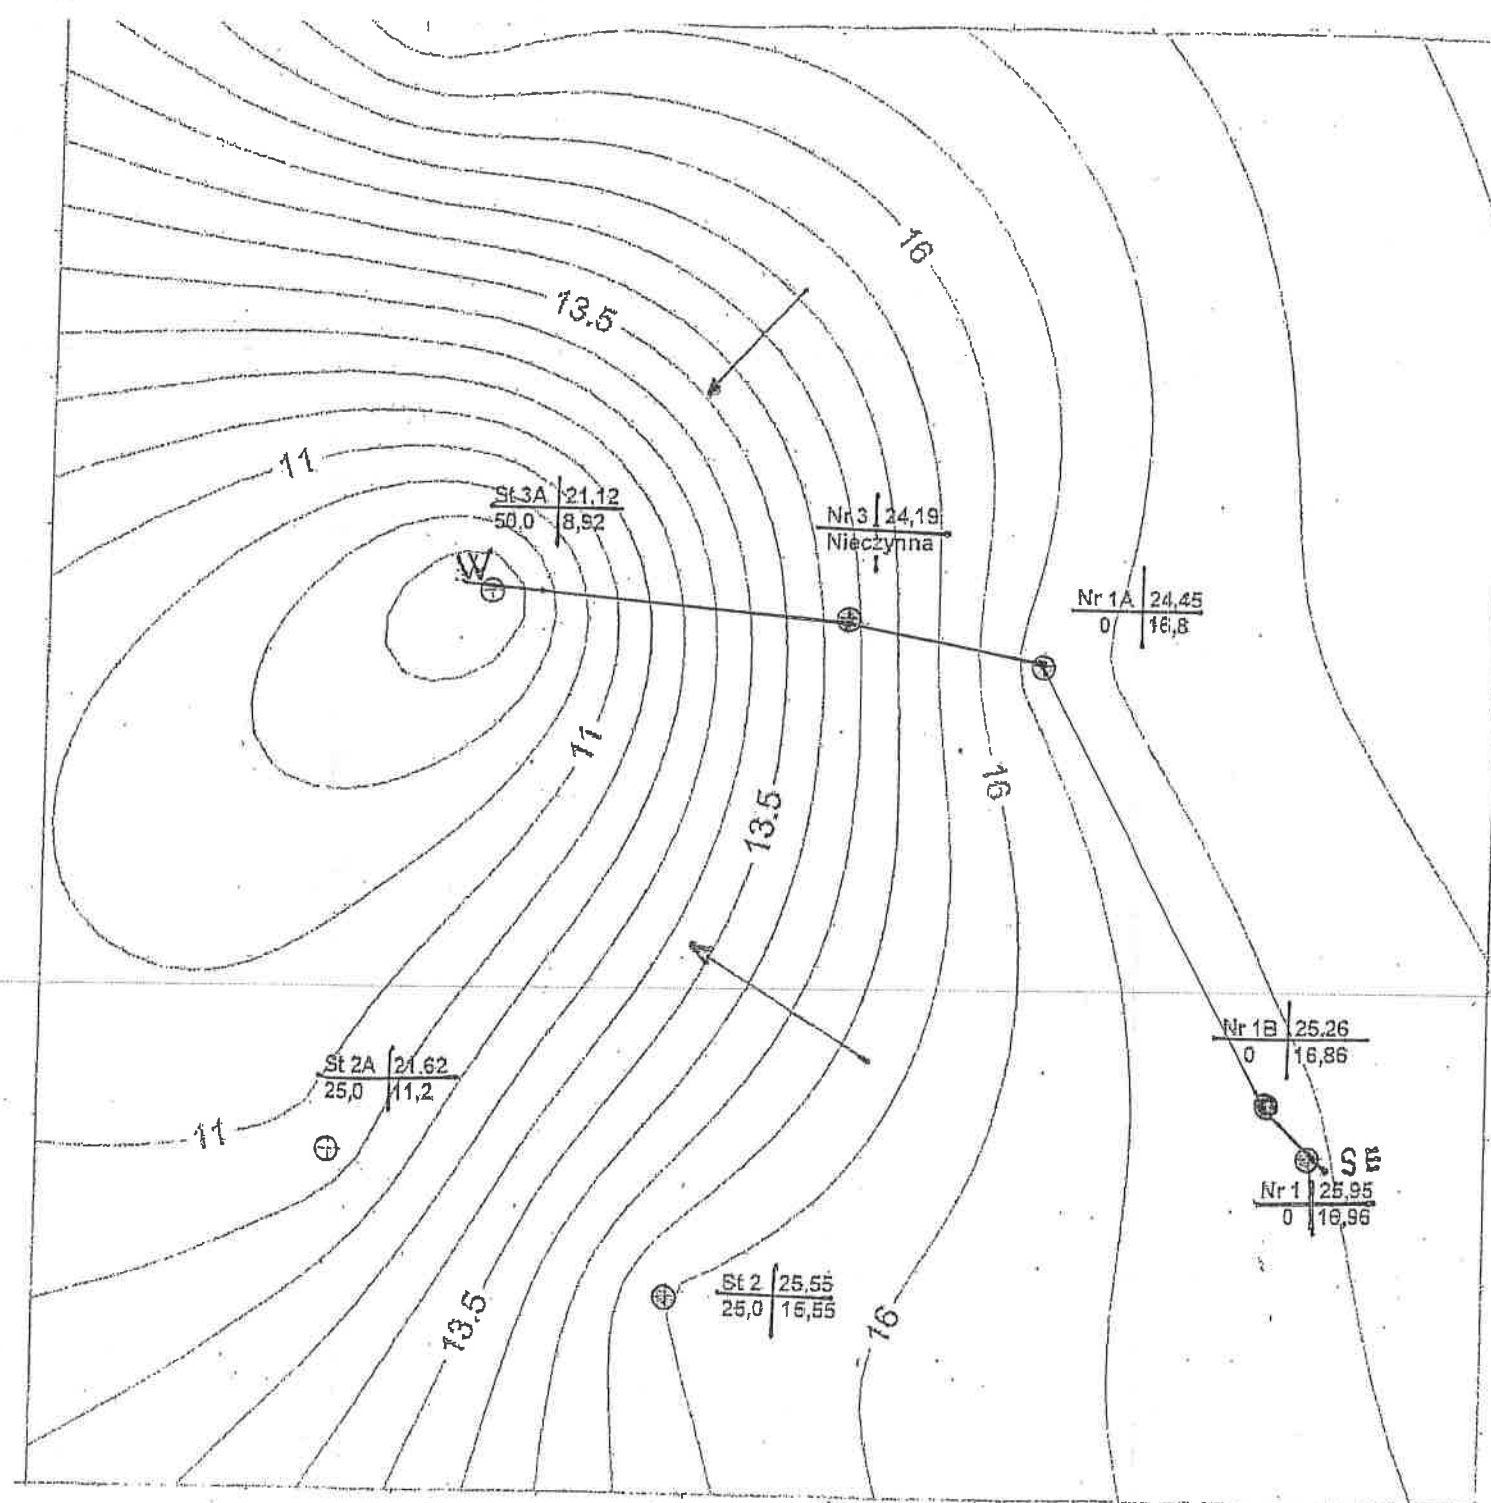 16
13.5
11
St 3A 21,12
50,0 8,92
W
Nr 3 24,19
Nieczynna
Nr 1A 24,45
0 16,8
11
16
13.5
Nr 1B 25.26
0 16,86
St 2A 21.62
25,0 11,2
11
SE
Nr 1 25,95
0 16,96
St 2 25,55
25,0 15,55
13.5
16